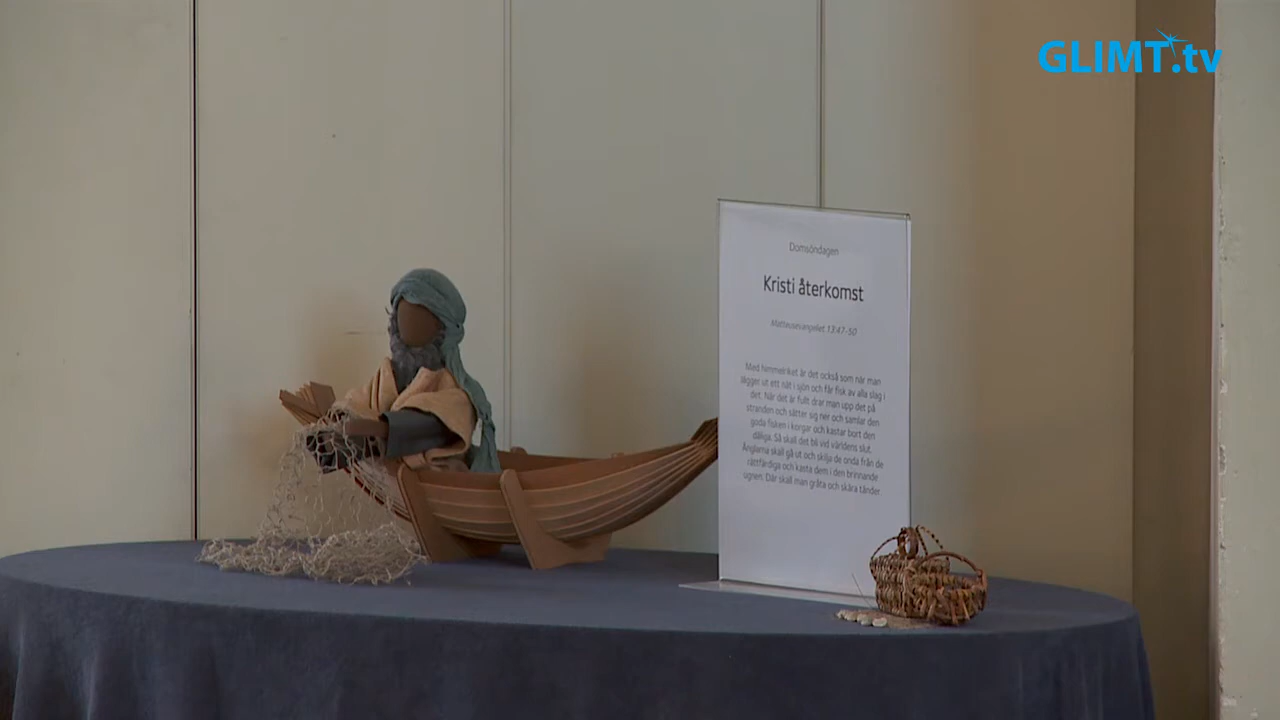 GLIMT.tv
Domsöndagen
Kristi återkomst
Matteusevangeliet 13:47-50
Med himmelriket är det också som när man
lägger ut ett nät i sjön och får fisk av alla slag i
det. När det är fullt drar man upp det på
stranden och sätter sig ner och samlar den
goda fisken i korgar och kastar bort den
dåliga. Så skall det bli vid världens slut.
Änglarna skall gå ut och skilja de onda från de
rättfärdiga och kasta dem i den brinnande
ugnen. Där skall man gråta och skära tänder.